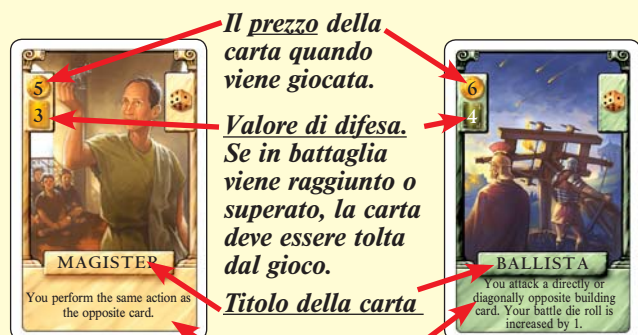 Il prezzo della
carta quando
viene giocata.
Valore di difesa.
Se in battaglia
viene raggiunto o
superato, la carta
deve essere tolta
dal gioco.
Titolo della carta
5
3
MAGISTER
You perform the same action as
the opposite card.
6
4
BALLISTA
You attack a directly or
diagonally opposite building
card. Your battle die roll is
increased by 1.